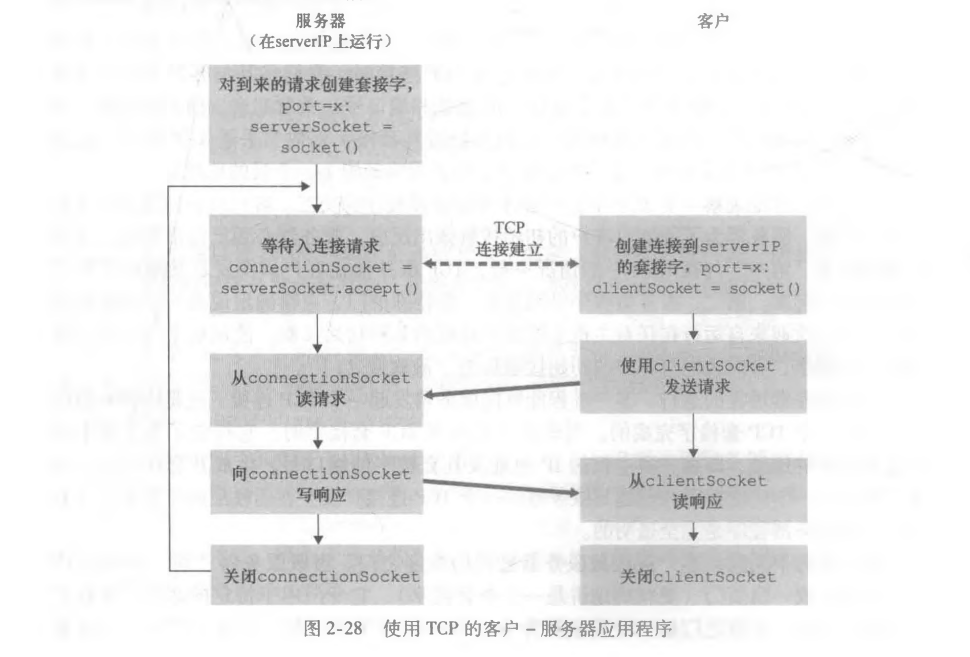 服务器
（在serverIP上运行）
客户
对到来的请求创建套接字，
port=x:
serverSocket =
socket()
等待入连接请求
connectionSocket =
serverSocket.accept()
TCP
连接建立
创建连接到serverIP
的套接字，port=x:
clientSocket = socket()
从connectionSocket
读请求
使用clientSocket
发送请求
向connectionSocket
写响应
从clientSocket
读响应
关闭connectionSocket
关闭clientSocket
图 2-28 使用 TCP 的客户 – 服务器应用程序